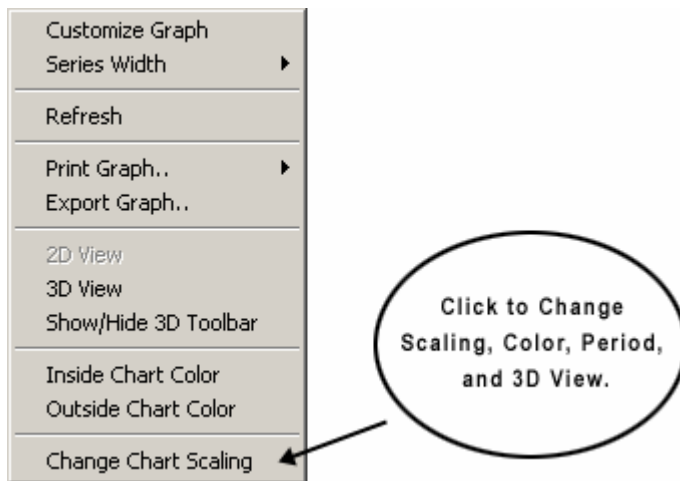 Customize Graph
Series Width
Refresh
Print Graph..
Export Graph..
2D View
3D View
Show/Hide 3D Toolbar
Inside Chart Color
Outside Chart Color
Change Chart Scaling
Click to Change
Scaling, Color, Period,
and 3D View.